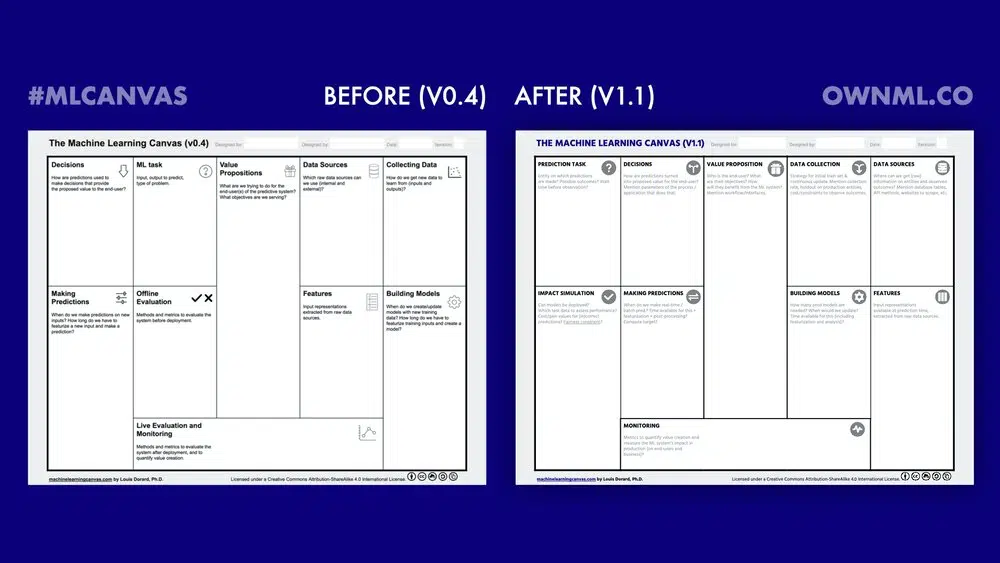 #MLCANVAS
BEFORE (V0.4)
AFTER (V1.1)
OWNML.CO
The Machine Learning Canvas (v0.4)
Designed for:
Designed by:
Date:
Version:
Decisions
How are predictions used to
make decisions that provide
the proposed value to the end-user?
ML task
Input, output to predict,
type of problem.
Value
Propositions
What are we trying to do for the
end-user(s) of the predictive system?
What objectives are we serving?
Data Sources
Which raw data sources can
we use (internal and
external)?
Collecting Data
How do we get new data to
learn from (inputs and
outputs)?
Making
Predictions
When do we make predictions on new
inputs? How long do we have to
featurize a new input and make a
prediction?
Offline
Evaluation
Methods and metrics to evaluate the
system before deployment.
Features
Input representations
extracted from raw data
sources.
Building Models
When do we create/update
models with new training
data? How long do we have to
featurize training inputs and create a
model?
Live Evaluation and
Monitoring
Methods and metrics to evaluate the
system after deployment, and to
quantify value creation.
machinelearningcanvas.com by Louis Dorard, Ph.D.
Licensed under a Creative Commons Attribution-ShareAlike 4.0 International License.
THE MACHINE LEARNING CANVAS (V1.1)
Designed for:
Designed by:
Date:
Version:
PREDICTION TASK
Entity on which predictions
are made? Possible outcomes? Wait
time before observation?
DECISIONS
How are predictions turned
into proposed value for the end-user?
Mention parameters of the process /
application that does that.
VALUE PROPOSITION
Who is the end-user? What
are their objectives? How
will they benefit from the ML system?
Mention workflow/interfaces.
DATA COLLECTION
Strategy for initial train set &
continuous update. Mention collection
rate, holdout on production entities,
cost/constraints to observe outcomes.
DATA SOURCES
Where can we get (raw)
information on entities and observed
outcomes? Mention database tables,
API methods, websites to scrape, etc.
IMPACT SIMULATION
Can models be deployed?
Which test data to assess performance?
Cost/gain values for (in)correct
predictions? Fairness constraint?
MAKING PREDICTIONS
When do we make real-time /
batch pred.? Time available for this +
featurization + post-processing?
Compute target?
BUILDING MODELS
How many prod models are
needed? When would we update?
Time available for this (including
featurization and analysis)?
FEATURES
Input representations
available at prediction time,
extracted from raw data sources.
MONITORING
Metrics to quantify value creation and
measure the ML system's impact in
production (on end-users and
business)?
machinelearningcanvas.com by Louis Dorard, Ph.D.
Licensed under a Creative Commons Attribution-ShareAlike 4.0 International License.